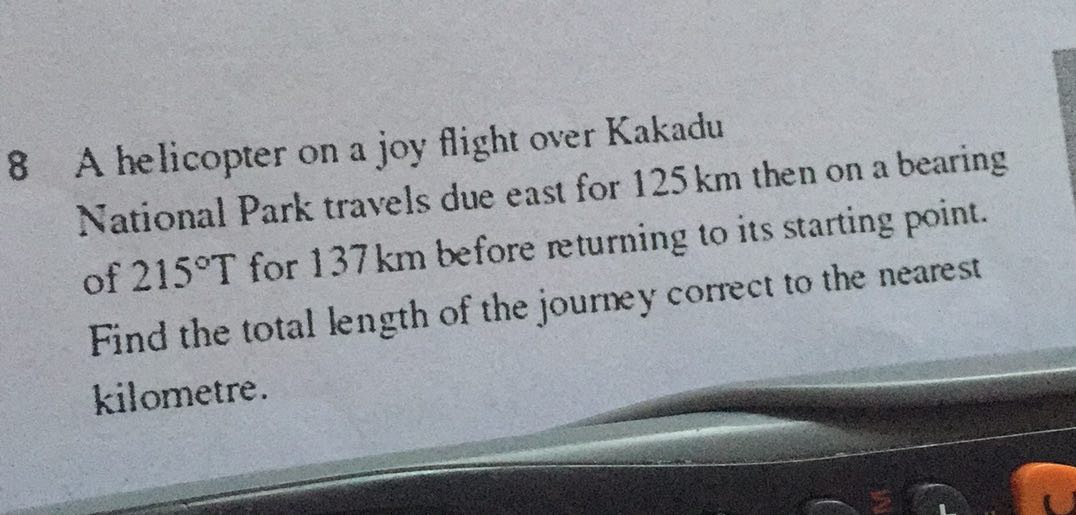 8 A helicopter on a joy flight over Kakadu
National Park travels due east for 125 km then on a bearing
of 215°T for 137 km before returning to its starting point.
Find the total length of the journey correct to the nearest
kilometre.
M